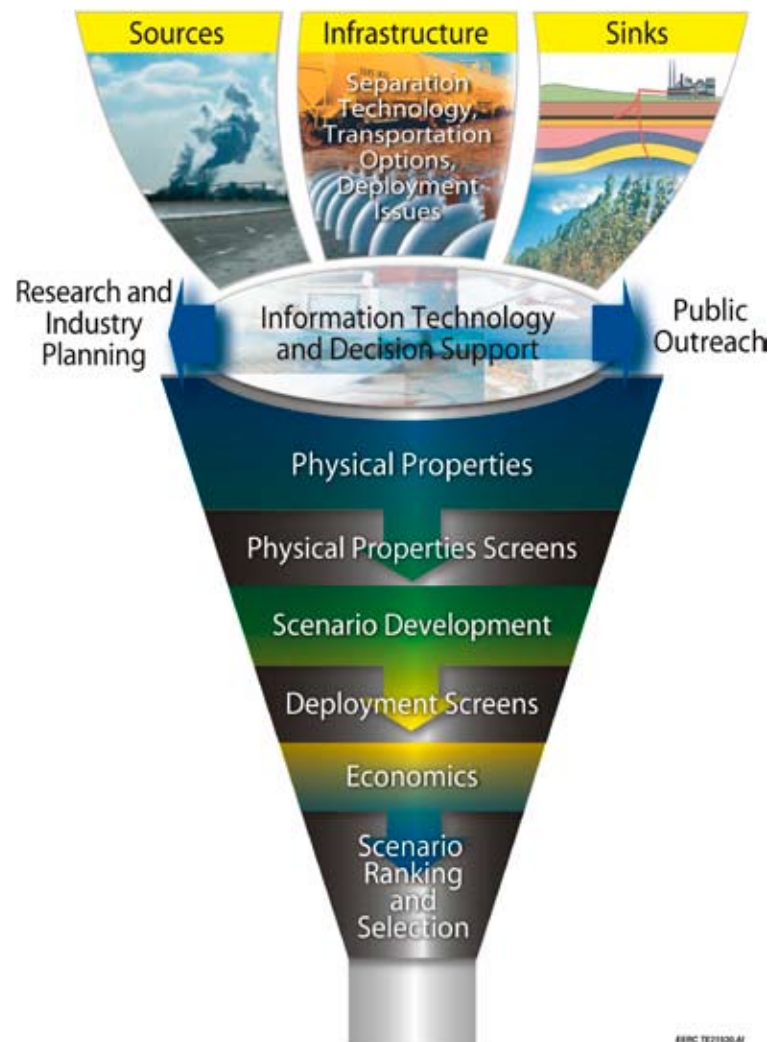 Sources
Infrastructure
Sinks
Separation
Technology,
Transportation
Options,
Deployment
Issues
Research and
Industry
Planning
Information Technology
and Decision Support
Public
Outreach
Physical Properties
Physical Properties Screens
Scenario Development
Deployment Screens
Economics
Scenario
Ranking
and
Selection